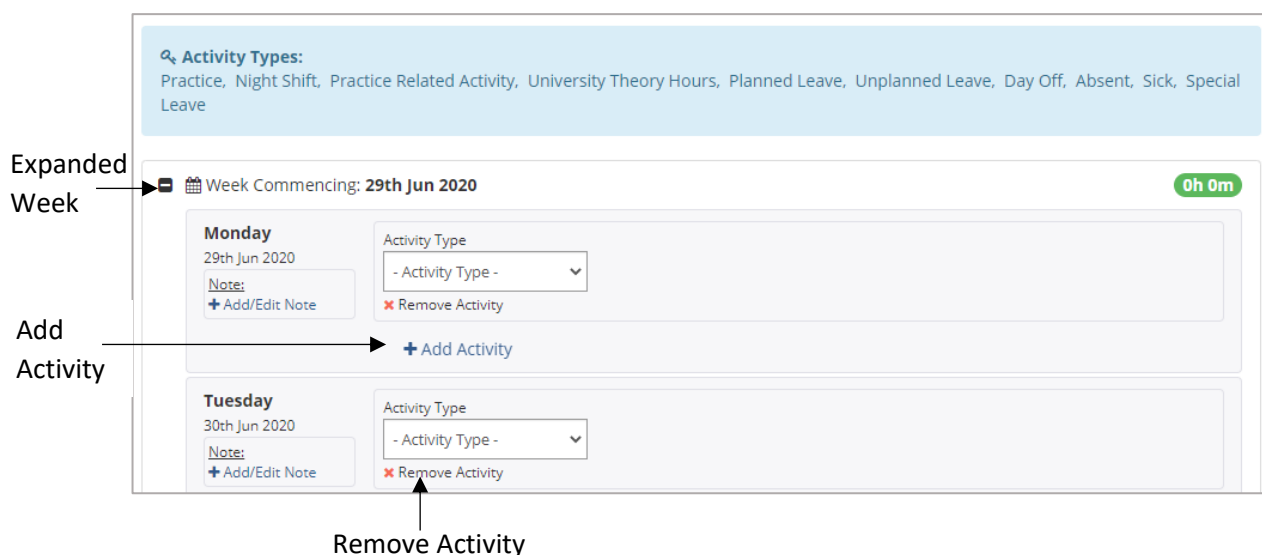 Activity Types:
Practice, Night Shift, Practice Related Activity, University Theory Hours, Planned Leave, Unplanned Leave, Day Off, Absent, Sick, Special
Leave
Expanded
Week
Week Commencing: 29th Jun 2020
0h 0m
Monday
29th Jun 2020
Note:
+ Add/Edit Note
Activity Type
- Activity Type -
Remove Activity
Add
Activity
+ Add Activity
Tuesday
30th Jun 2020
Note:
+ Add/Edit Note
Activity Type
- Activity Type -
Remove Activity
Remove Activity